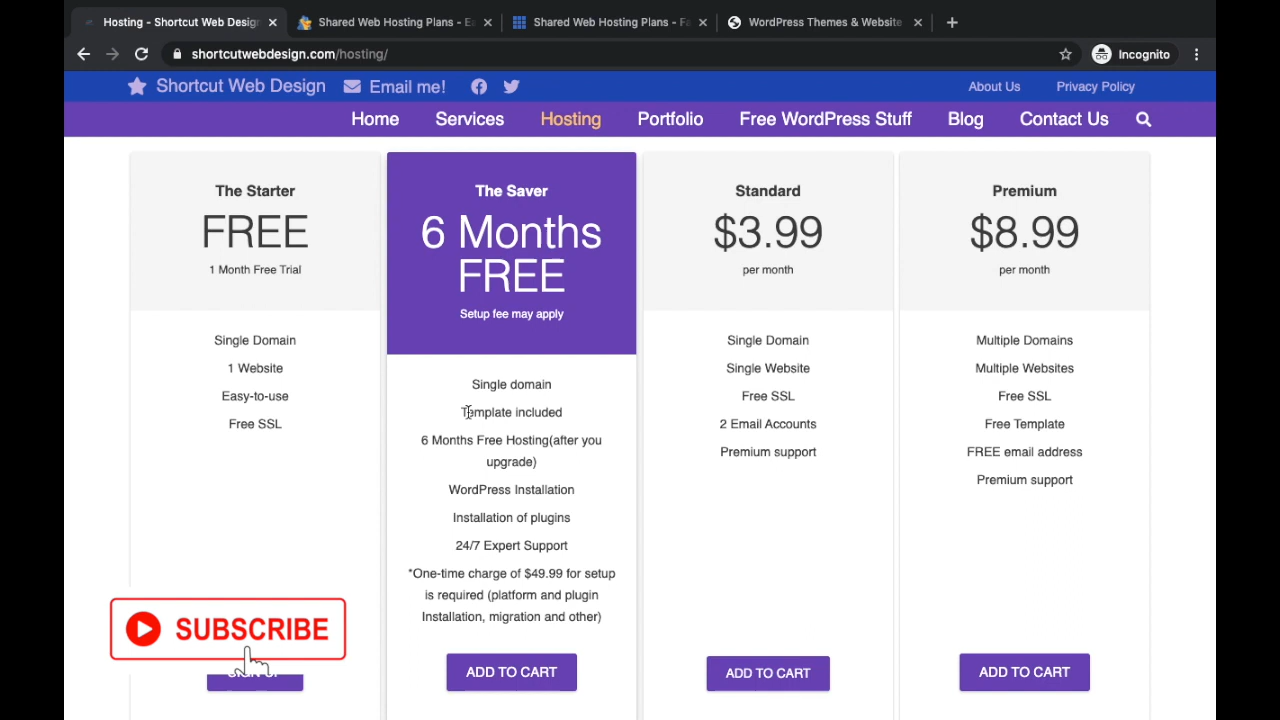 Hosting - Shortcut Web Design
Shared Web Hosting Plans - E
Shared Web Hosting Plans - Fa
WordPress Themes & Website
shortcutwebdesign.com/hosting/
Incognito
Shortcut Web Design
Email me!
About Us
Privacy Policy
Home
Services
Hosting
Portfolio
Free WordPress Stuff
Blog
Contact Us
The Starter
FREE
1 Month Free Trial
Single Domain
1 Website
Easy-to-use
Free SSL
The Saver
6 Months
FREE
Setup fee may apply
Single domain
Template included
6 Months Free Hosting(after you
upgrade)
WordPress Installation
Installation of plugins
24/7 Expert Support
*One-time charge of $49.99 for setup
is required (platform and plugin
Installation, migration and other)
ADD TO CART
Standard
$3.99
per month
Single Domain
Single Website
Free SSL
2 Email Accounts
Premium support
ADD TO CART
Premium
$8.99
per month
Multiple Domains
Multiple Websites
Free SSL
Free Template
FREE email address
Premium support
ADD TO CART
SUBSCRIBE